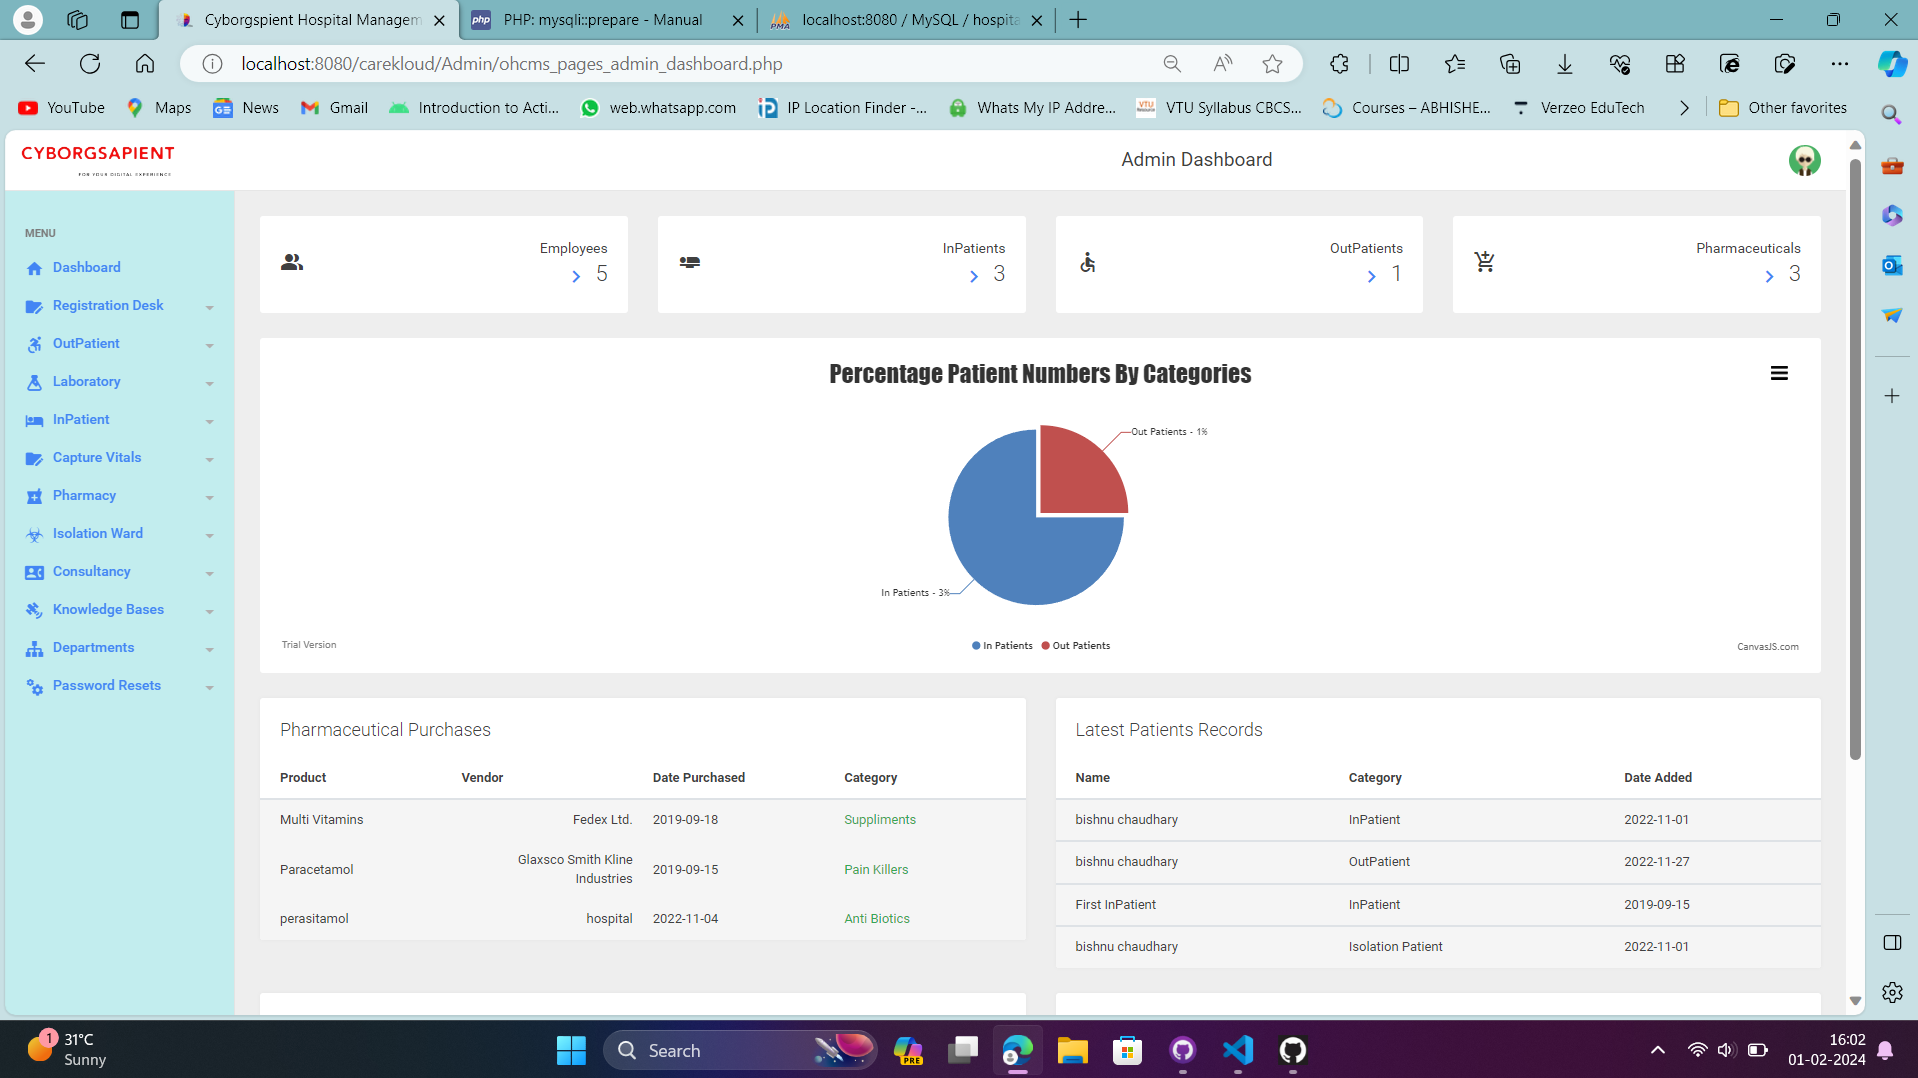 Cyborgspient Hospital Managem
PHP: mysqli::prepare - Manual
localhost:8080 / MySQL / hospita
localhost:8080/carekloud/Admin/ohcms_pages_admin_dashboard.php
YouTube
Maps
News
Gmail
Introduction to Acti...
web.whatsapp.com
IP Location Finder -...
Whats My IP Addre...
VTU Syllabus CBCS...
Courses – ABHISHE...
Verzeo EduTech
Other favorites
CYBORGSAPIENT
FOR YOUR DIGITAL EXPERIENCE
Admin Dashboard
MENU
Dashboard
Registration Desk
OutPatient
Laboratory
InPatient
Capture Vitals
Pharmacy
Isolation Ward
Consultancy
Knowledge Bases
Departments
Password Resets
Employees
5
InPatients
3
OutPatients
1
Pharmaceuticals
3
Percentage Patient Numbers By Categories
Out Patients - 1%
In Patients - 3%
Trial Version
In Patients Out Patients
CanvasJS.com
Pharmaceutical Purchases
Product Vendor Date Purchased Category
Multi Vitamins Fedex Ltd. 2019-09-18 Suppliments
Paracetamol Glaxsco Smith Kline Industries 2019-09-15 Pain Killers
perasitamol hospital 2022-11-04 Anti Biotics
Latest Patients Records
Name Category Date Added
bishnu chaudhary InPatient 2022-11-01
bishnu chaudhary OutPatient 2022-11-27
First InPatient InPatient 2019-09-15
bishnu chaudhary Isolation Patient 2022-11-01
1
31°C
Sunny
Search
PRE
16:02
01-02-2024